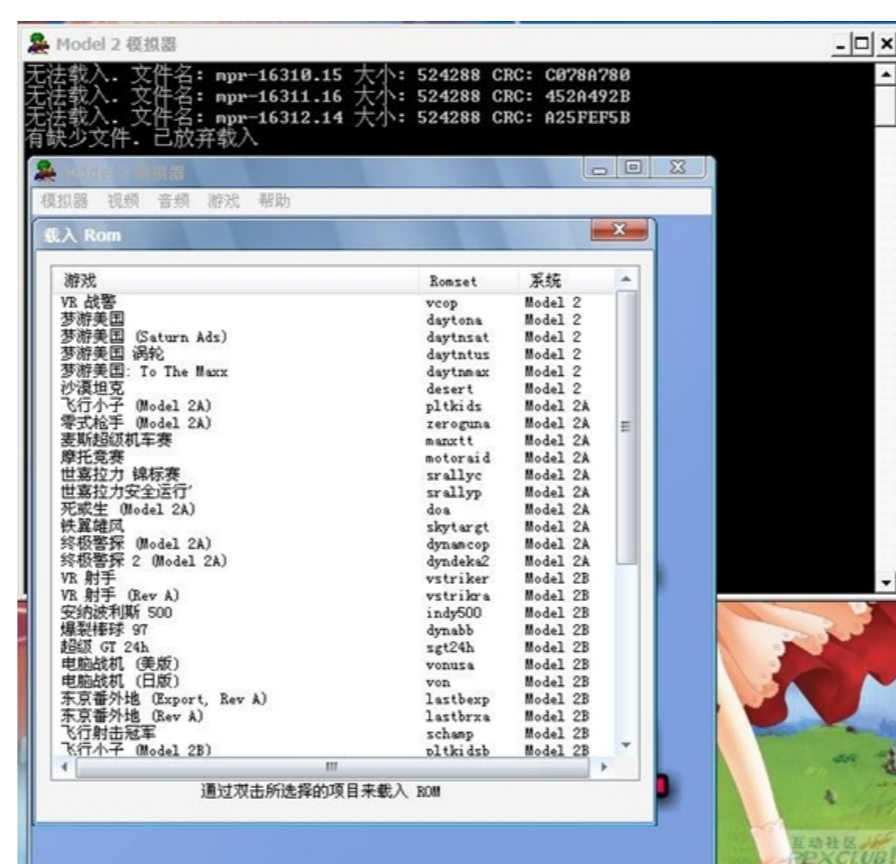 Model 2 模拟器
无法载入. 文件名: mpr-16310.15 大小: 524288 CRC: C078A780
无法载入. 文件名: mpr-16311.16 大小: 524288 CRC: 452A492B
无法载入. 文件名: mpr-16312.14 大小: 524288 CRC: A25FEF5B
有缺少文件. 已放弃载入
Model 2 模拟器
模拟器 视频 音频 游戏 帮助
载入 Rom
游戏 Romset 系统
VR 战警 vcop Model 2
梦游美国 daytona Model 2
梦游美国 (Saturn Ads) daytnsat Model 2
梦游美国 涡轮 daytntus Model 2
梦游美国: To The Maxx daytnmax Model 2
沙漠坦克 desert Model 2
飞行小子 (Model 2A) pltkids Model 2A
零式枪手 (Model 2A) zeroguna Model 2A
麦斯超级机车赛 manxtt Model 2A
摩托竞赛 motoraid Model 2A
世嘉拉力 锦标赛 srallyc Model 2A
世嘉拉力安全运行' srallyp Model 2A
死或生 (Model 2A) doa Model 2A
铁翼雄风 skytargt Model 2A
终极警探 (Model 2A) dynamcop Model 2A
终极警探 2 (Model 2A) dyndeka2 Model 2A
VR 射手 vstriker Model 2B
VR 射手 (Rev A) vstrikra Model 2B
安纳波利斯 500 indy500 Model 2B
爆裂棒球 97 dynabb Model 2B
超级 GT 24h sgt24h Model 2B
电脑战机 (美版) vonusa Model 2B
电脑战机 (日版) von Model 2B
东京番外地 (Export, Rev A) lastbexp Model 2B
东京番外地 (Rev A) lastbrxa Model 2B
飞行射击冠军 schamp Model 2B
飞行小子 (Model 2B) pltkidsb Model 2B
通过双击所选择的项目来载入 ROM
互动社区
PPXCLUB